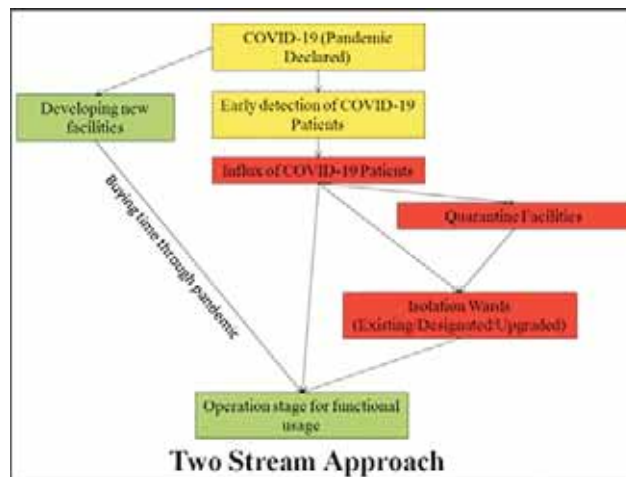 COVID-19 (Pandemic
Declared)
Developing new
facilities
Early detection of COVID-19
Patients
Influx of COVID-19 Patients
Buying time through pandemic
Quarantine Facilities
Isolation Wards
(Existing/Designated/Upgraded)
Operation stage for functional
usage
Two Stream Approach